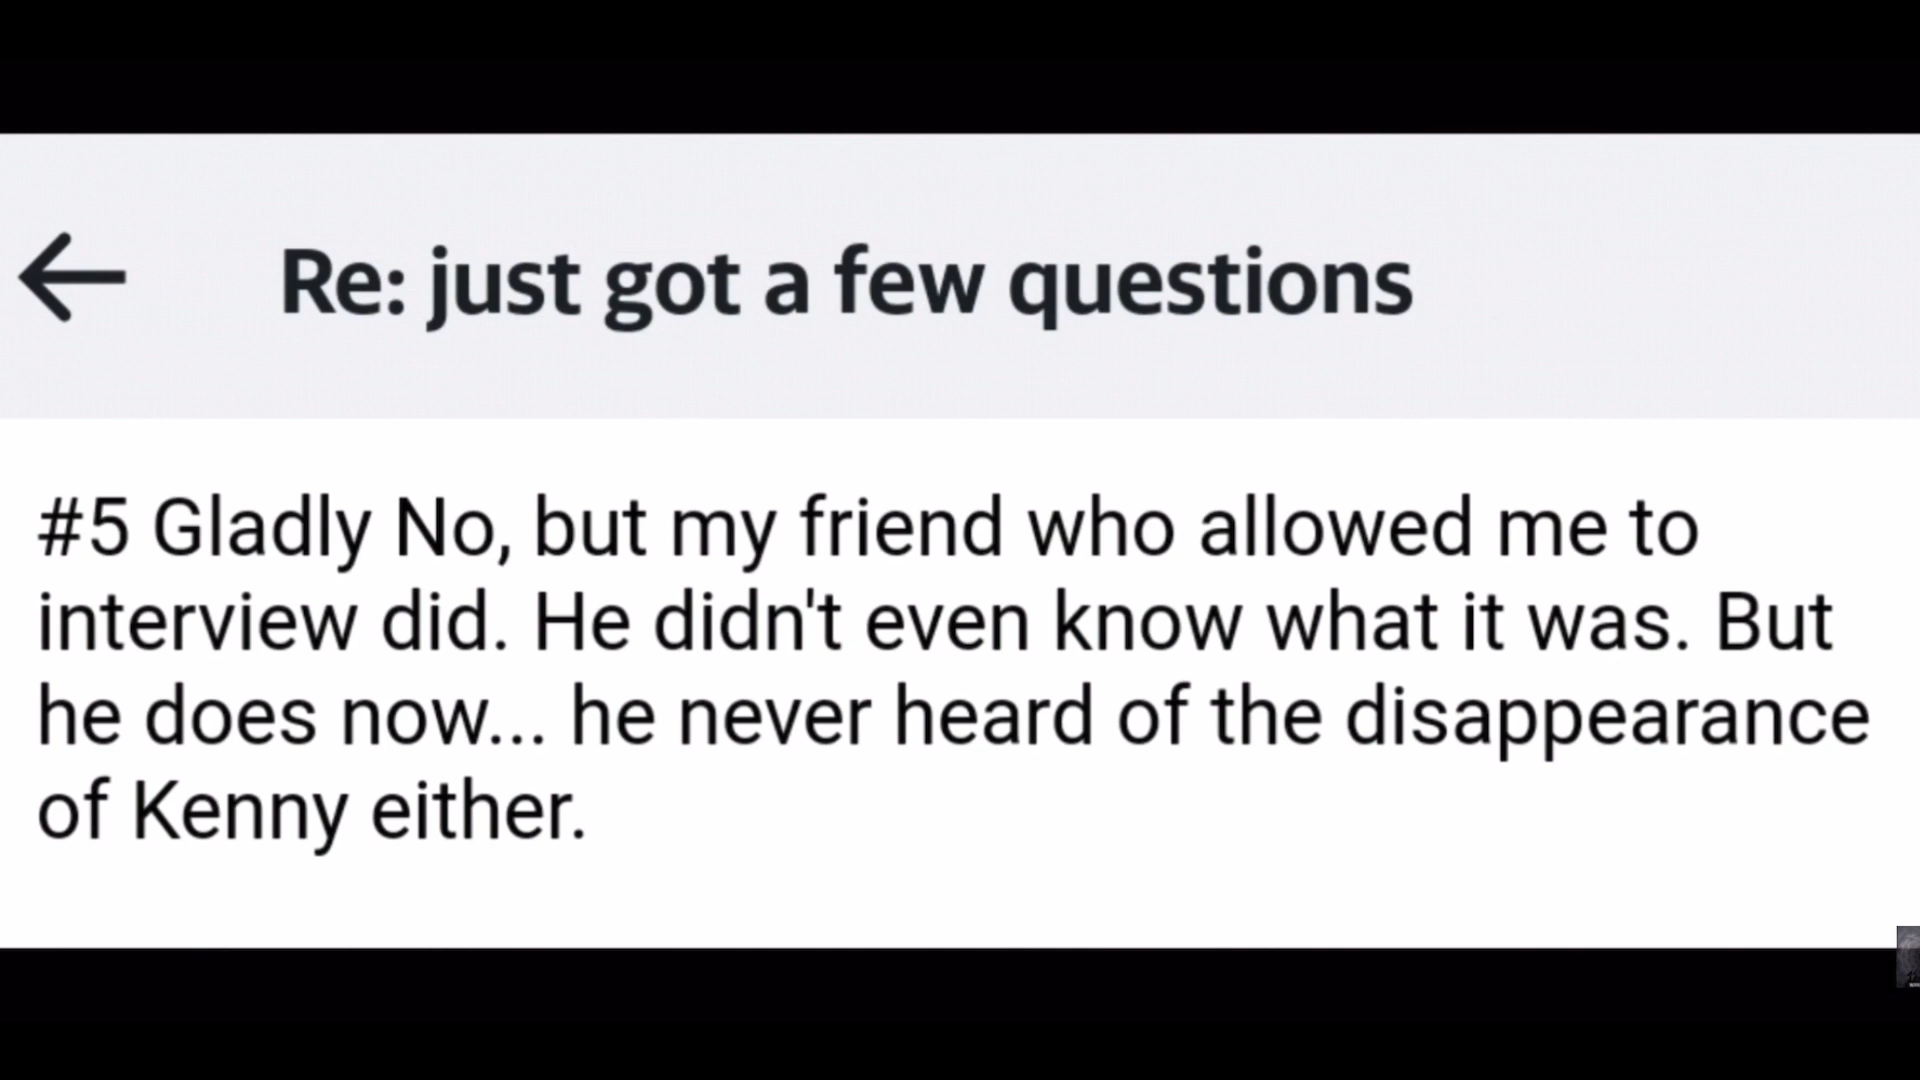 Re: just got a few questions
#5 Gladly No, but my friend who allowed me to
interview did. He didn't even know what it was. But
he does now... he never heard of the disappearance
of Kenny either.